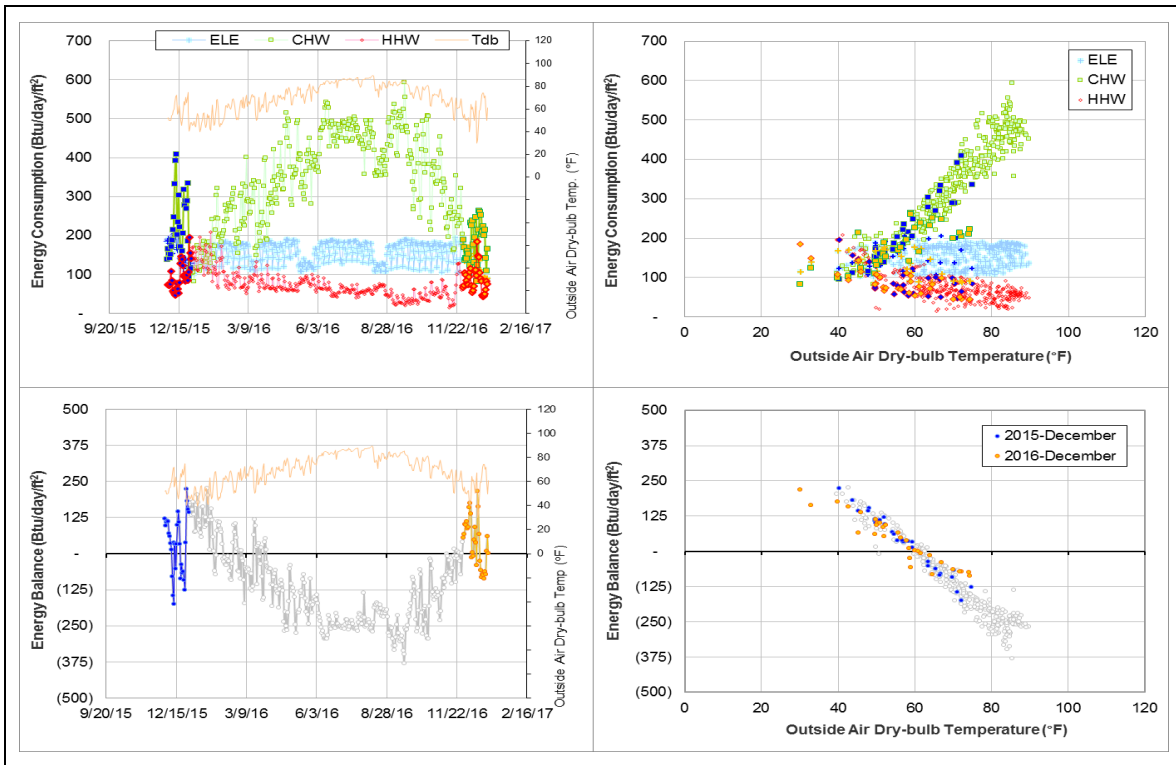 ELE CHW HHW Tdb
Energy Consumption (Btu/day/ft²)
700
600
500
400
300
200
100
-
120
100
80
60
40
20
0
Outside Air Dry-bulb Temp. (°F)
9/20/15 12/15/15 3/9/16 6/3/16 8/28/16 11/22/16 2/16/17
Energy Consumption (Btu/day/ft²)
700
600
500
400
300
200
100
-
ELE
CHW
HHW
0 20 40 60 80 100 120
Outside Air Dry-bulb Temperature (°F)
Energy Balance (Btu/day/ft²)
500
375
250
125
-
(125)
(250)
(375)
(500)
120
100
80
60
40
20
0
Outside Air Dry-bulb Temp (°F)
9/20/15 12/15/15 3/9/16 6/3/16 8/28/16 11/22/16 2/16/17
Energy Balance (Btu/day/ft²)
500
375
250
125
-
(125)
(250)
(375)
(500)
2015-December
2016-December
0 20 40 60 80 100 120
Outside Air Dry-bulb Temperature (°F)